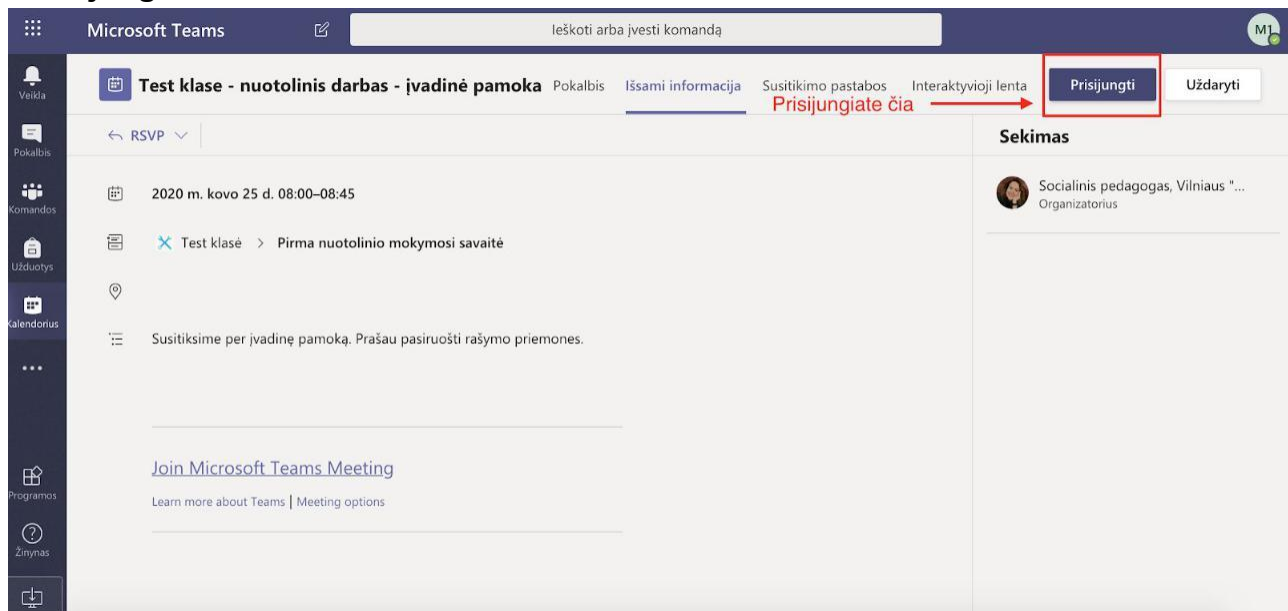 Microsoft Teams
Ieškoti arba įvesti komandą
M1
Veikla
Pokalbis
Komandos
Užduotys
Kalendorius
Programos
Žinynas
Test klase - nuotolinis darbas - įvadinė pamoka
Pokalbis
Išsami informacija
Susitikimo pastabos
Interaktyvioji lenta
Prisijungti
Uždaryti
Prisijungiate čia
RSVP
2020 m. kovo 25 d. 08:00–08:45
Test klasė > Pirma nuotolinio mokymosi savaitė
Susitiksime per įvadinę pamoką. Prašau pasiruošti rašymo priemones.
Join Microsoft Teams Meeting
Learn more about Teams | Meeting options
Sekimas
Socialinis pedagogas, Vilniaus "...
Organizatorius